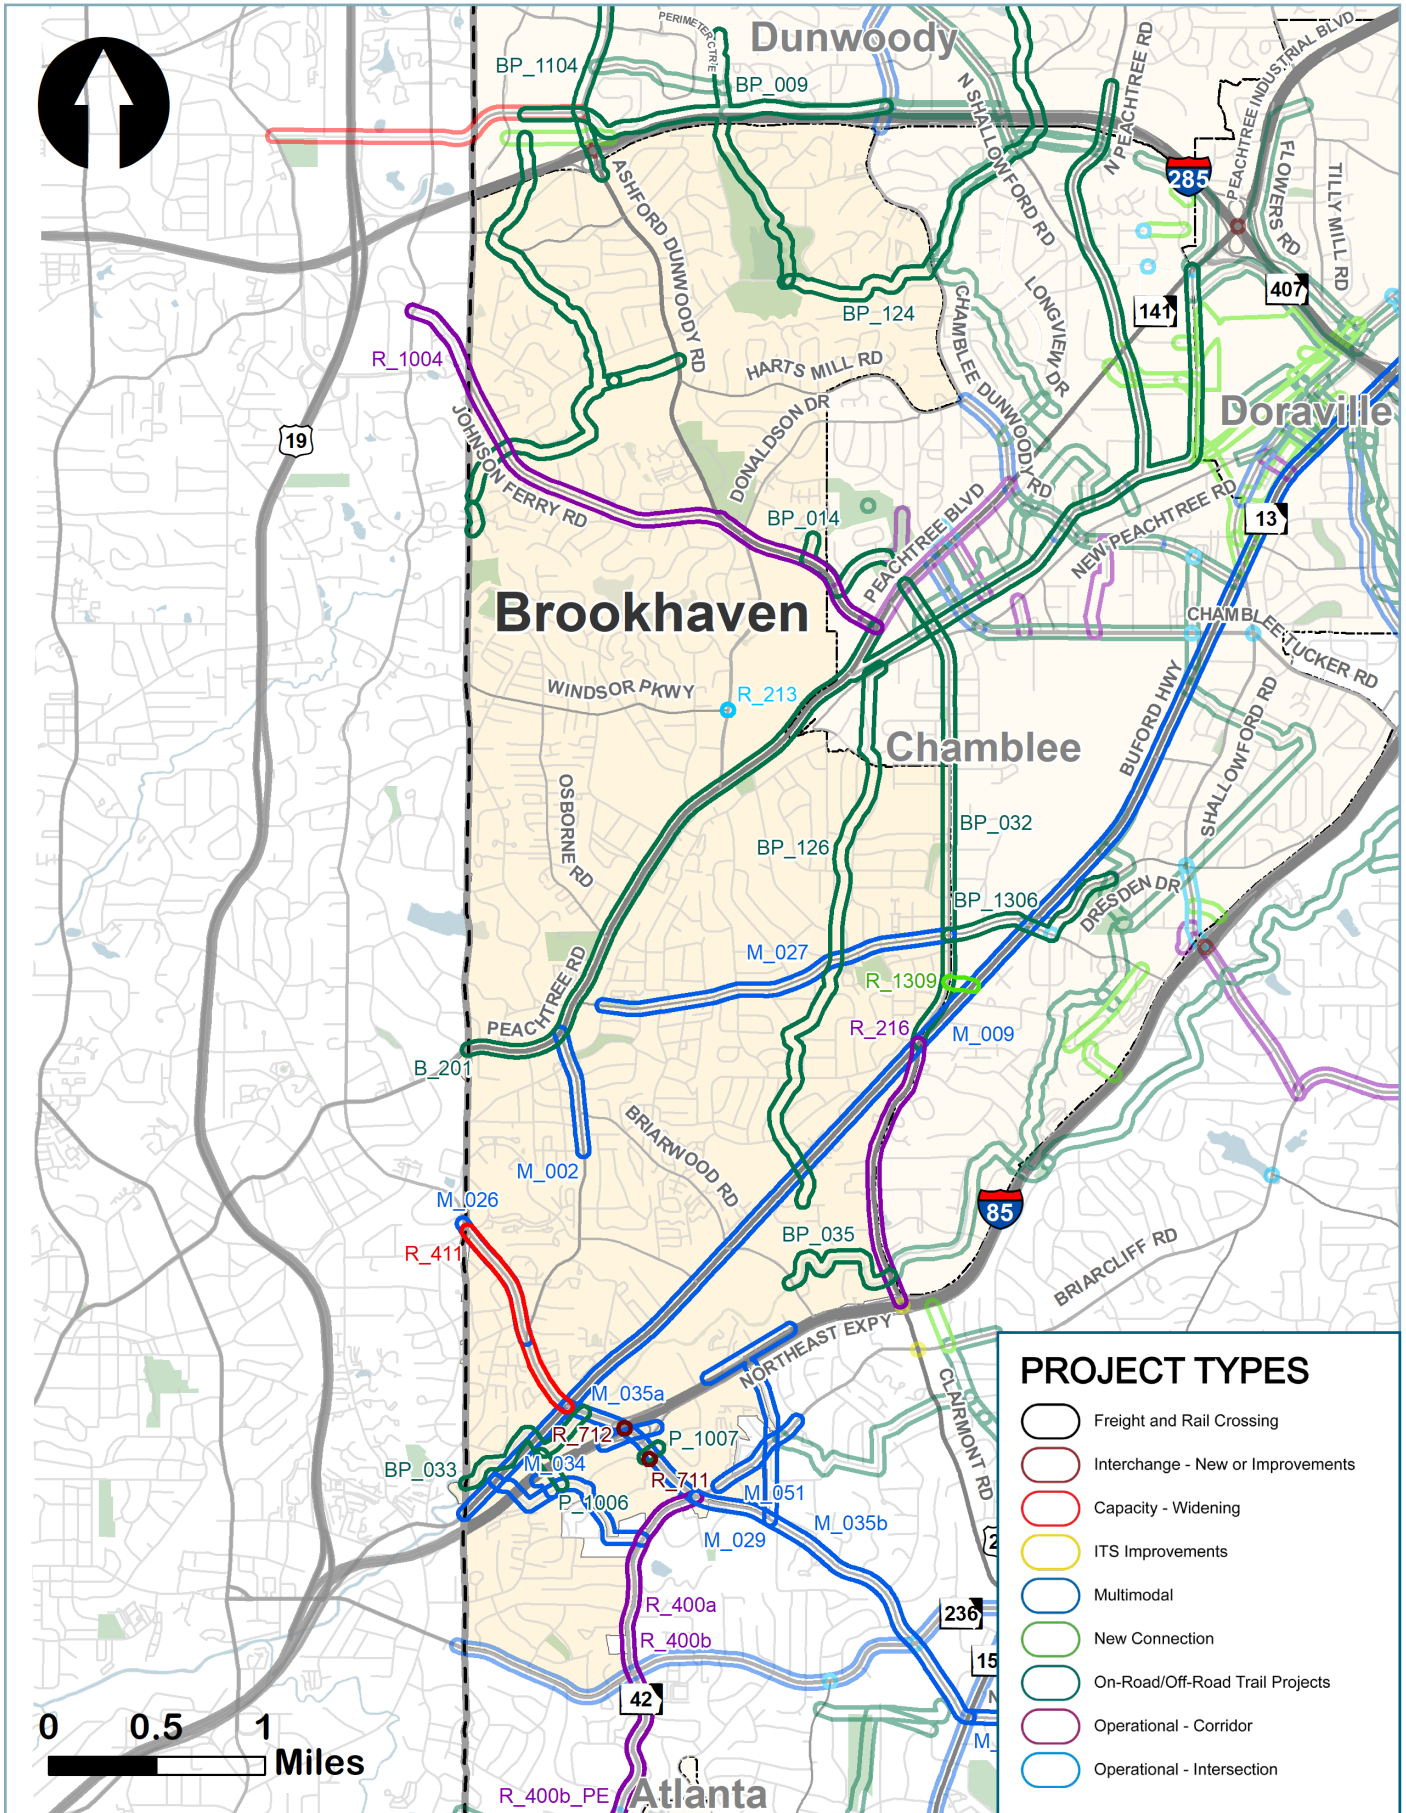 PERIMETER CTR E
Dunwoody
PEACHTREE INDUSTRIAL BLVD
BP_1104
BP_009
N SHALLOWFORD RD
N PEACHTREE RD
285
FLOWERS RD
TILLY MILL RD
ASHFORD DUNWOODY RD
407
141
BP_124
LONGVIEW DR
CHAMBLEE DUNWOODY RD
R_1004
HARTS MILL RD
DONALDSON DR
Doraville
19
JOHNSON FERRY RD
BP_014
PEACHTREE BLVD
NEW PEACHTREE RD
13
Brookhaven
CHAMBLEE TUCKER RD
WINDSOR PKWY
R_213
BUFORD HWY
SHALLOWFORD RD
Chamblee
OSBORNE RD
BP_126
BP_032
BP_1306
DRESDEN DR
M_027
R_1309
PEACHTREE RD
R_216
M_009
B_201
BRIARWOOD RD
M_002
M_026
85
R_411
BP_035
BRIARCLIFF RD
NORTHEAST EXPY
CLAIRMONT RD
M_035a
R_712
P_1007
BP_033
M_034
R_711
P_1006
M_051
M_035b
M_029
R_400a
R_400b
236
15
42
N
M_
R_400b_PE
Atlanta
0 0.5 1
Miles
PROJECT TYPES
Freight and Rail Crossing
Interchange - New or Improvements
Capacity - Widening
ITS Improvements
Multimodal
New Connection
On-Road/Off-Road Trail Projects
Operational - Corridor
Operational - Intersection